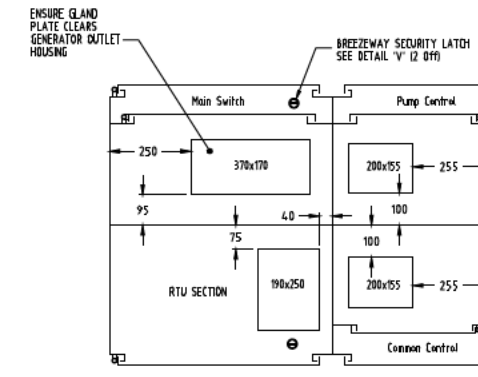 ENSURE GLAND
PLATE CLEARS
GENERATOR OUTLET
HOUSING
BREEZEWAY SECURITY LATCH
SEE DETAIL "V" (2 Off)
Main Switch
Pump Control
250
370x170
200x155
255
95
40
100
75
100
RTU SECTION
190x250
200x155
255
Common Control